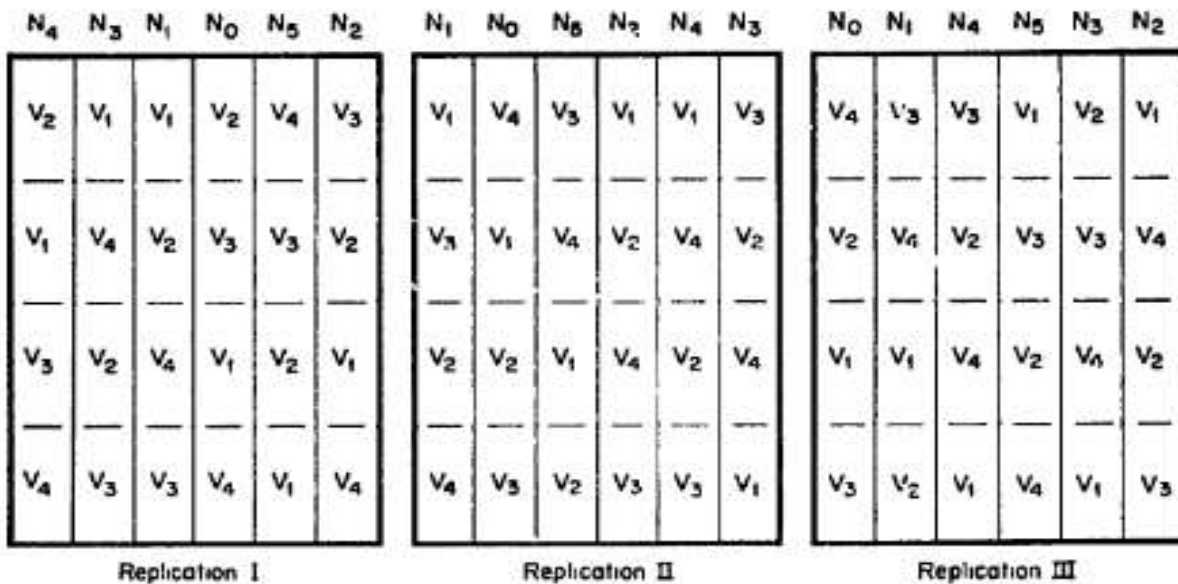 N₄ N₃ N₁ N₀ N₅ N₂ N₁ N₀ N₅ N₂ N₄ N₃ N₀ N₁ N₄ N₅ N₃ N₂
V₂ V₁ V₁ V₂ V₄ V₃ V₁ V₄ V₃ V₁ V₁ V₃ V₄ V₃ V₃ V₁ V₂ V₁
V₁ V₄ V₂ V₃ V₃ V₂ V₃ V₁ V₄ V₂ V₄ V₂ V₂ V₄ V₂ V₃ V₃ V₄
V₃ V₂ V₄ V₁ V₂ V₁ V₂ V₂ V₁ V₄ V₂ V₄ V₁ V₁ V₄ V₂ V₄ V₂
V₄ V₃ V₃ V₄ V₁ V₄ V₄ V₃ V₂ V₃ V₃ V₁ V₃ V₂ V₁ V₄ V₁ V₃
Replication I Replication II Replication III